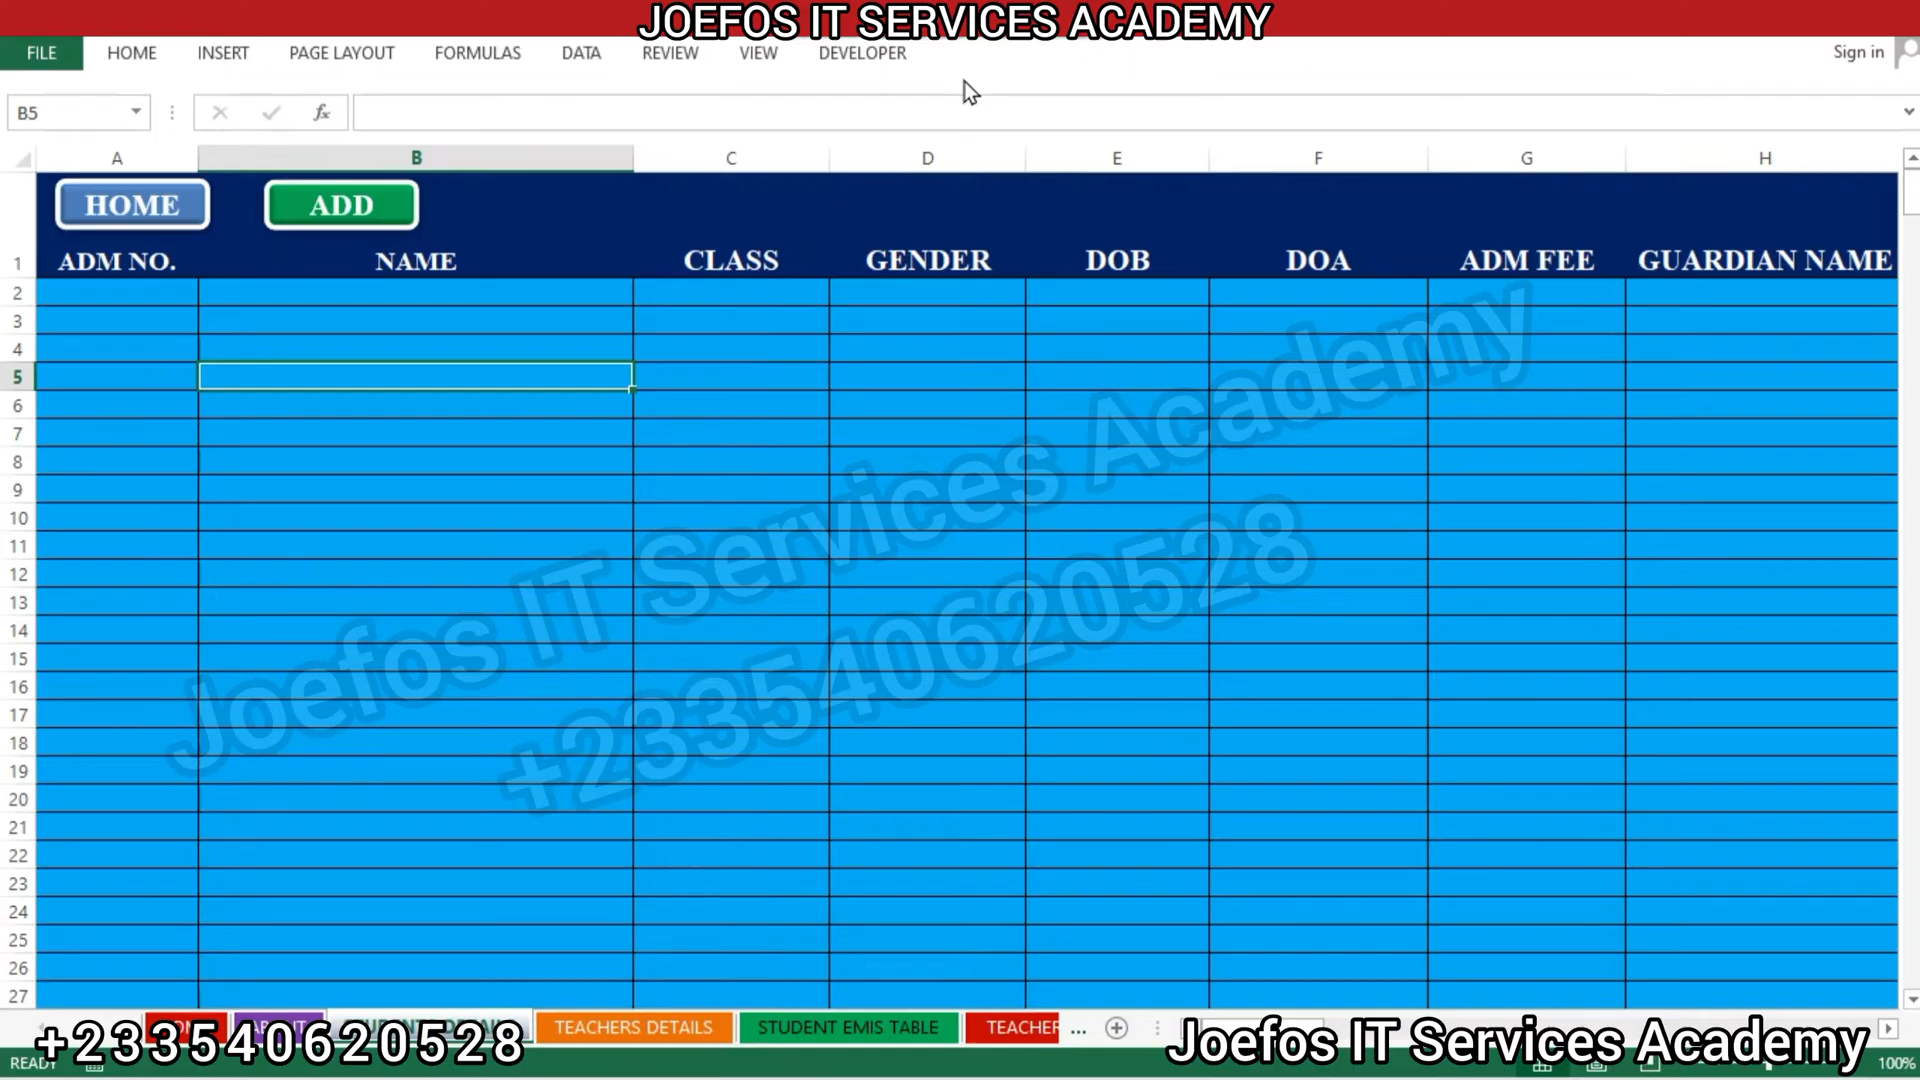 JOEFOS IT SERVICES ACADEMY
FILE HOME INSERT PAGE LAYOUT FORMULAS DATA REVIEW VIEW DEVELOPER Sign in
B5 fx
A B C D E F G H
HOME ADD
1 ADM NO. NAME CLASS GENDER DOB DOA ADM FEE GUARDIAN NAME
2
3
4
5
6
7
8
9
10
11
12
13
14
15
16
17
18
19
20
21
22
23
24
25
26
27
Joefos IT Services Academy
+233540620528
TEACHERS DETAILS STUDENT EMIS TABLE TEACHER ...
+233540620528 Joefos IT Services Academy
READY 100%